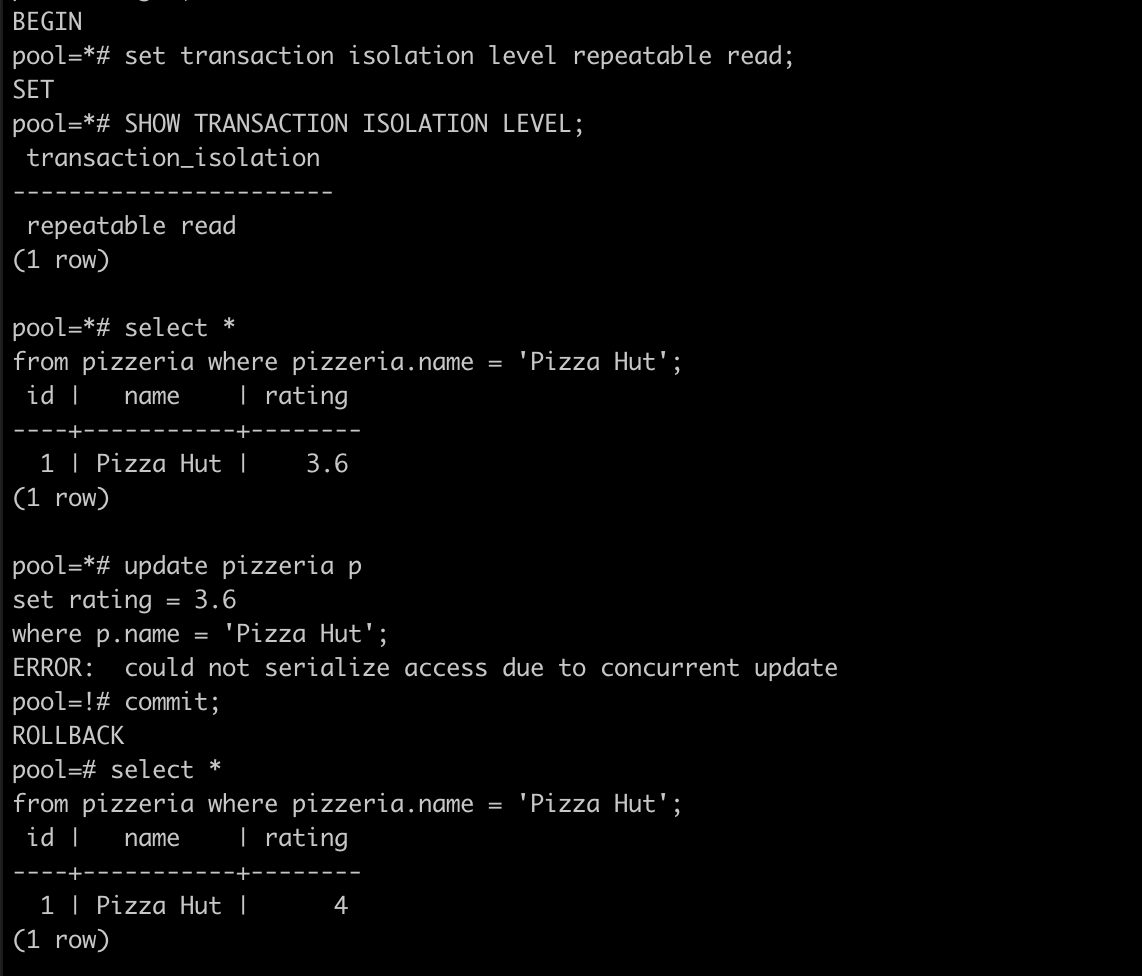 BEGIN
pool=*# set transaction isolation level repeatable read;
SET
pool=*# SHOW TRANSACTION ISOLATION LEVEL;
 transaction_isolation
-----------------------
 repeatable read
(1 row)

pool=*# select *
from pizzeria where pizzeria.name = 'Pizza Hut';
 id |   name    | rating
----+-----------+--------
  1 | Pizza Hut |    3.6
(1 row)

pool=*# update pizzeria p
set rating = 3.6
where p.name = 'Pizza Hut';
ERROR:  could not serialize access due to concurrent update
pool=!# commit;
ROLLBACK
pool=# select *
from pizzeria where pizzeria.name = 'Pizza Hut';
 id |   name    | rating
----+-----------+--------
  1 | Pizza Hut |      4
(1 row)